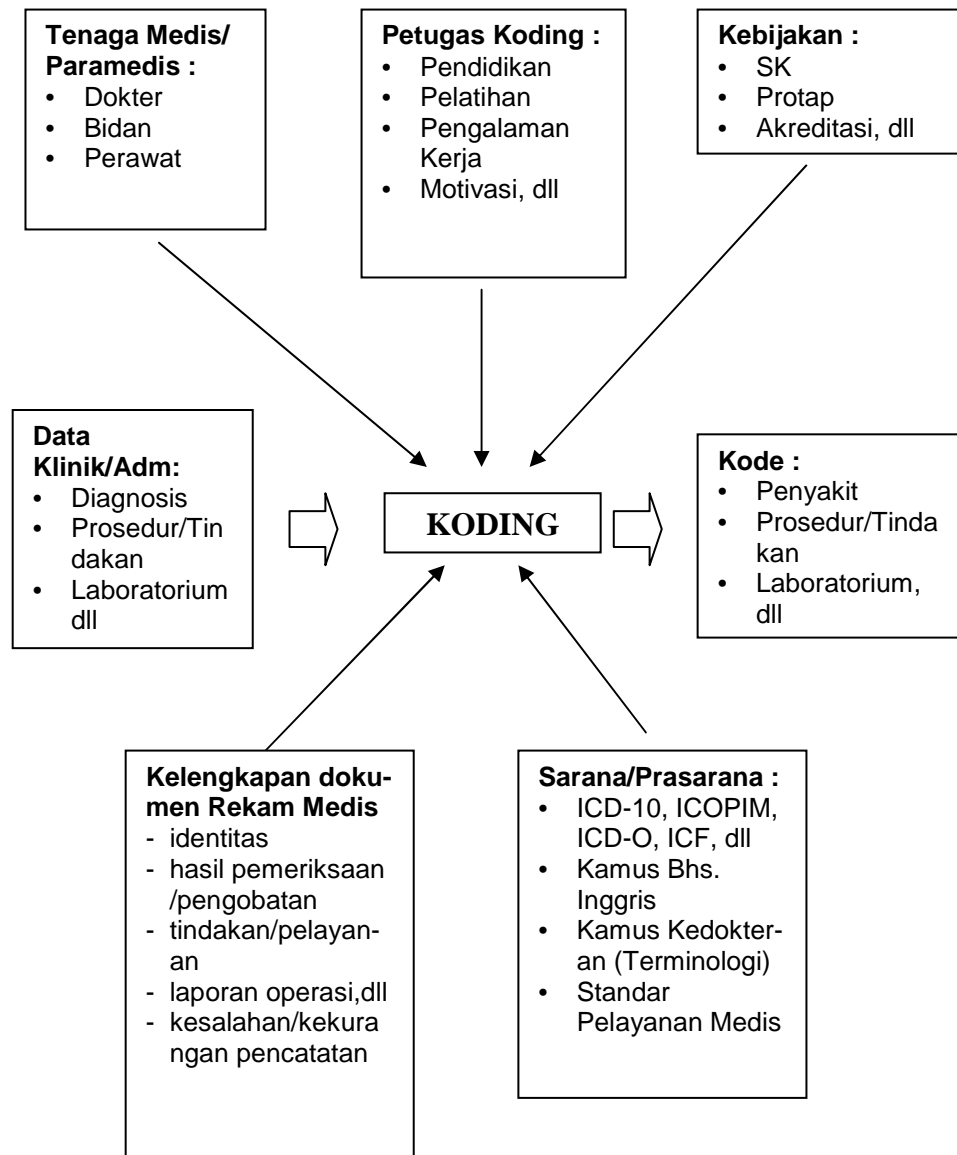 Tenaga Medis/
Paramedis :
• Dokter
• Bidan
• Perawat
Petugas Koding :
• Pendidikan
• Pelatihan
• Pengalaman
Kerja
• Motivasi, dll
Kebijakan :
• SK
• Protap
• Akreditasi, dll
Data
Klinik/Adm:
• Diagnosis
• Prosedur/Tin
dakan
• Laboratorium
dll
KODING
Kode :
• Penyakit
• Prosedur/Tinda
kan
• Laboratorium,
dll
Kelengkapan doku-
men Rekam Medis
- identitas
- hasil pemeriksaan
/pengobatan
- tindakan/pelayan-
an
- laporan operasi,dll
- kesalahan/kekura
ngan pencatatan
Sarana/Prasarana :
• ICD-10, ICOPIM,
ICD-O, ICF, dll
• Kamus Bhs.
Inggris
• Kamus Kedokter-
an (Terminologi)
• Standar
Pelayanan Medis